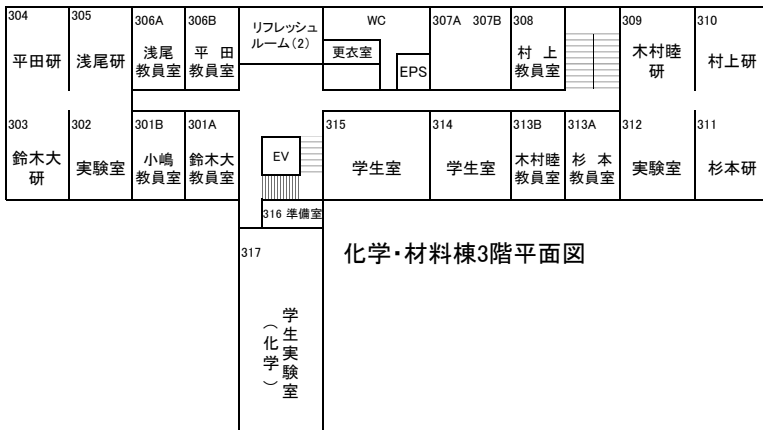 304
平田研
305
浅尾研
306A
浅尾
教員室
306B
平 田
教員室
リフレッシュ
ルーム(2)
WC
更衣室
EPS
307A 307B
308
村 上
教員室
309
木村睦
研
310
村上研
303
鈴木大
研
302
実験室
301B
小嶋
教員室
301A
鈴木大
教員室
EV
315
学生室
314
学生室
313B
木村睦
教員室
313A
杉 本
教員室
312
実験室
311
杉本研
316 準備室
317
学生実験室
（化学）
化学・材料棟3階平面図